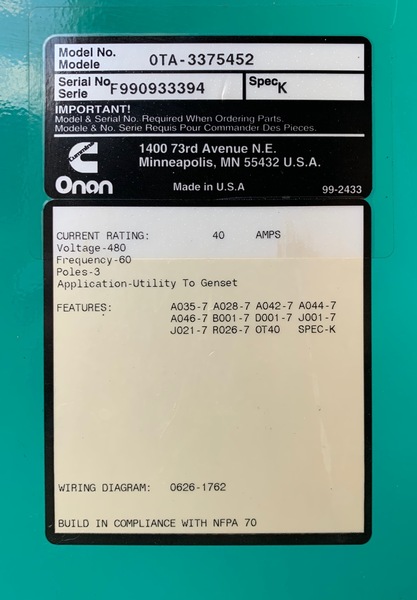 Model No.
Modele
OTA-3375452
Serial No.
Serie
F990933394
Spec
K
IMPORTANT!
Model & Serial No. Required When Ordering Parts.
Modele & No. Serie Requis Pour Commander Des Pieces.
Cummins
Onan
1400 73rd Avenue N.E.
Minneapolis, MN 55432 U.S.A.
Made in U.S.A
99-2433
CURRENT RATING: 40 AMPS
Voltage-480
Frequency-60
Poles-3
Application-Utility To Genset
FEATURES: A035-7 A028-7 A042-7 A044-7
A046-7 B001-7 D001-7 J001-7
J021-7 R026-7 OT40 SPEC-K
WIRING DIAGRAM: 0626-1762
BUILD IN COMPLIANCE WITH NFPA 70